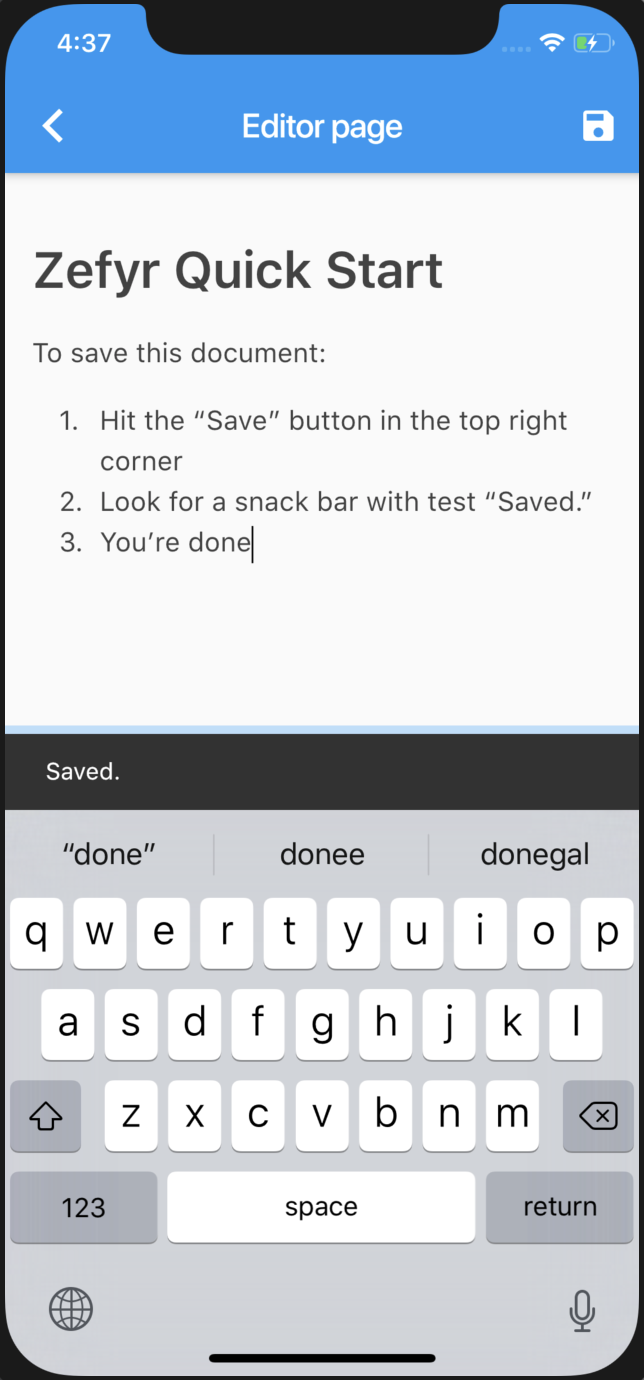 4:37
Editor page
Zefyr Quick Start
To save this document:
1. Hit the “Save” button in the top right
corner
2. Look for a snack bar with test “Saved.”
3. You’re done
Saved.
“done” donee donegal
q w e r t y u i o p
a s d f g h j k l
z x c v b n m
123 space return